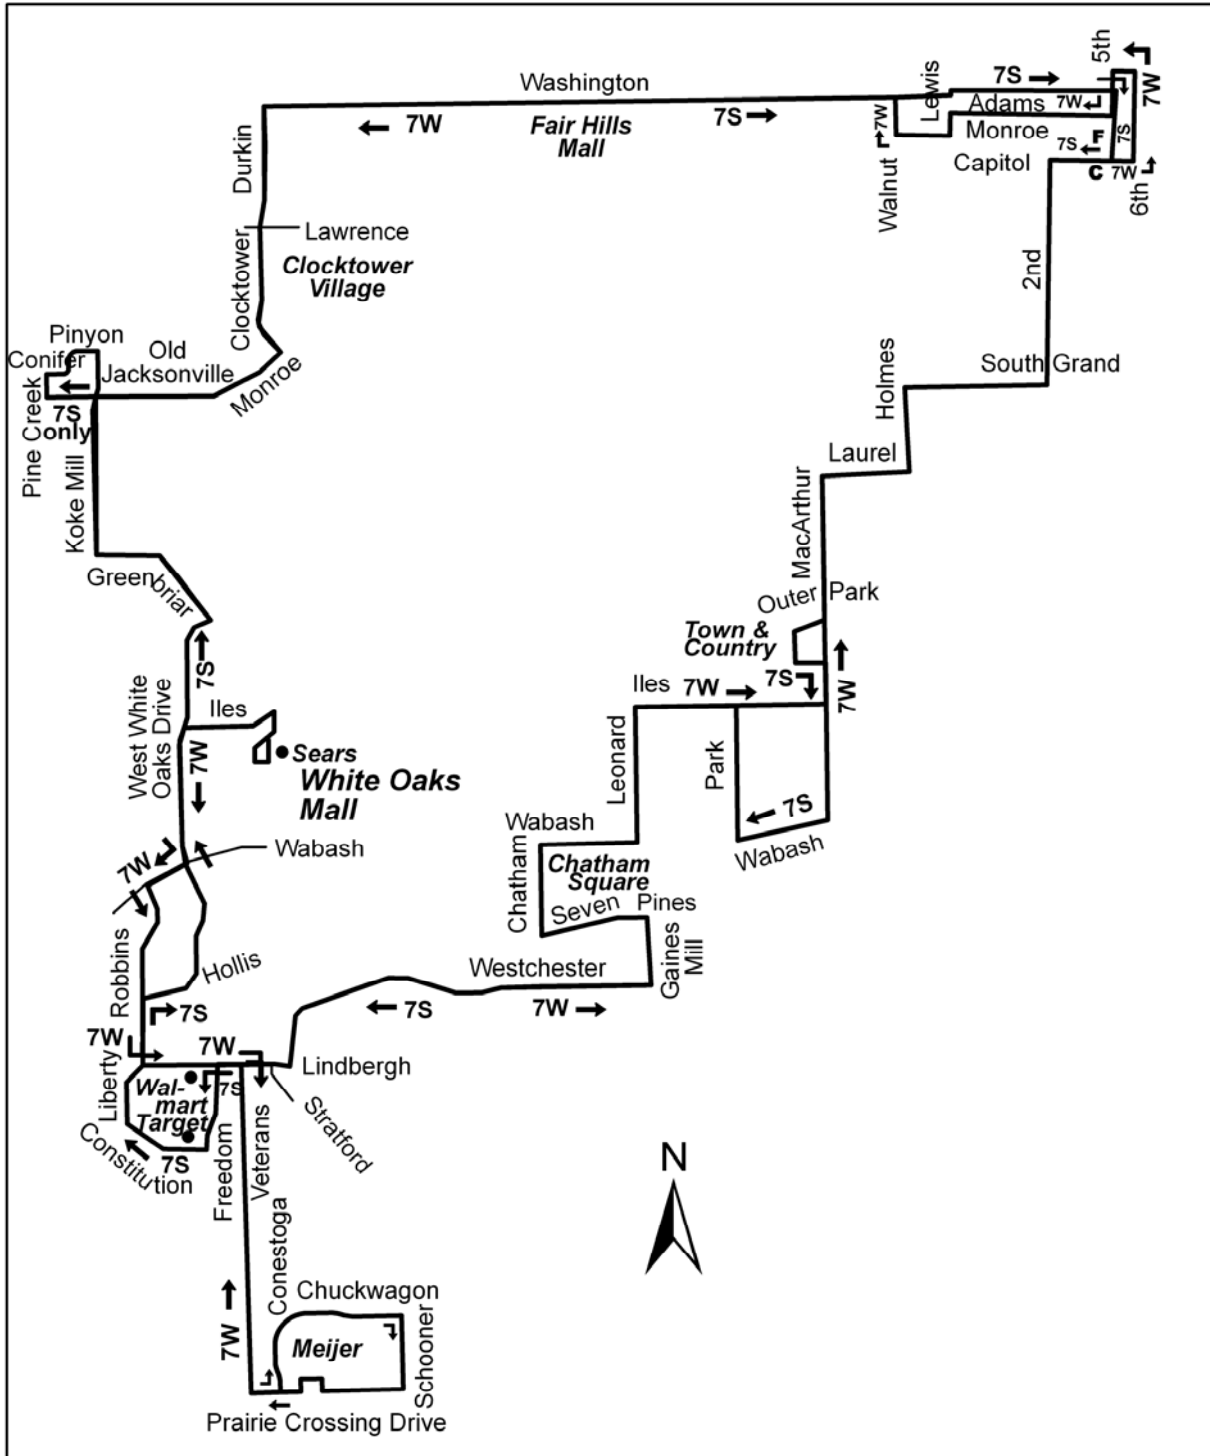 5th
7W
7S
Washington
Lewis
Adams
7W
7W
7S
7W
7S
Fair Hills
Mall
Monroe
7S
F
7S
Capitol
C
7W
6th
Walnut
Durkin
Lawrence
Clocktower
Clocktower
Village
2nd
Pinyon
Conifer
Old
Jacksonville
Monroe
South Grand
Holmes
7S
only
Pine Creek
Koke Mill
Laurel
MacArthur
Greenbriar
Outer Park
Town &
Country
7S
7S
7W
Iles
7W
West White
Oaks Drive
Iles
7W
Sears
White Oaks
Mall
Leonard
Park
7S
Wabash
Wabash
7W
Wabash
Chatham
Chatham
Square
Seven Pines
Gaines
Mill
Robbins
Hollis
Westchester
7S
7S
7W
7W
7W
Lindbergh
Liberty
Wal-
mart
Target
7S
Stratford
Constitution
7S
Freedom
Veterans
N
Conestoga
Chuckwagon
7W
Meijer
Schooner
Prairie Crossing Drive